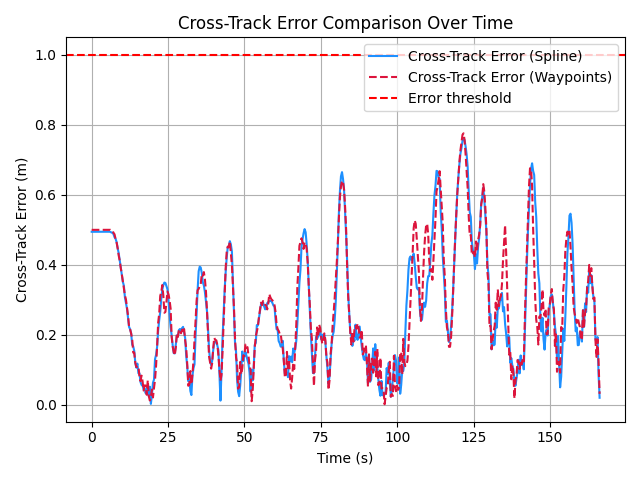 Cross-Track Error Comparison Over Time
Cross-Track Error (Spline)
Cross-Track Error (Waypoints)
Error threshold
Cross-Track Error (m)
1.0
0.8
0.6
0.4
0.2
0.0
0 25 50 75 100 125 150
Time (s)